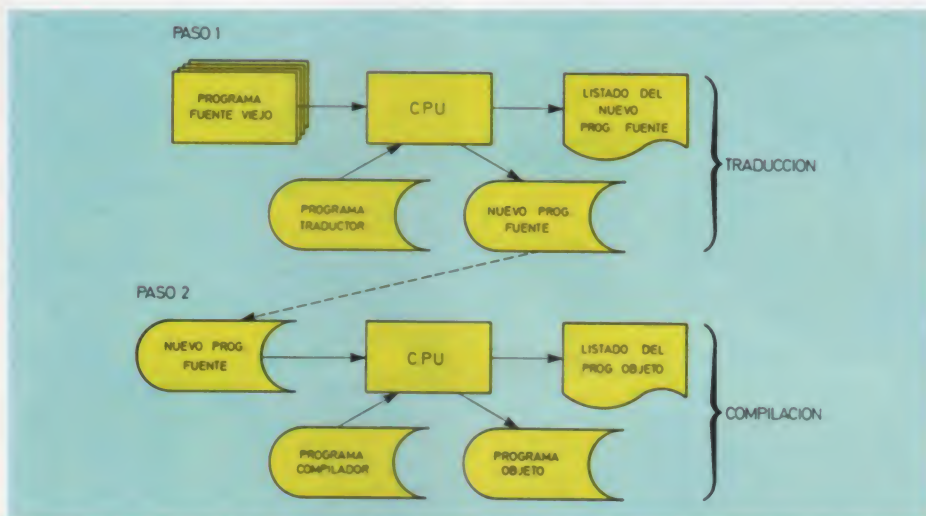 PASO 1
PROGRAMA
FUENTE VIEJO
CPU
LISTADO DEL
NUEVO
PROG. FUENTE
PROGRAMA
TRADUCTOR
NUEVO PROG.
FUENTE
TRADUCCION
PASO 2
NUEVO PROG.
FUENTE
C.P.U
LISTADO DEL
PROG OBJETO
PROGRAMA
COMPILADOR
PROGRAMA
OBJETO
COMPILACION